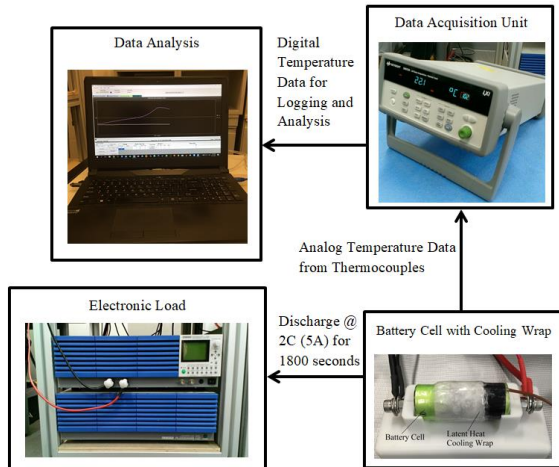 Data Analysis
Digital
Temperature
Data for
Logging and
Analysis
Data Acquisition Unit
Analog Temperature Data
from Thermocouples
Electronic Load
Discharge @
2C (5A) for
1800 seconds
Battery Cell with Cooling Wrap
Battery Cell
Latent Heat
Cooling Wrap